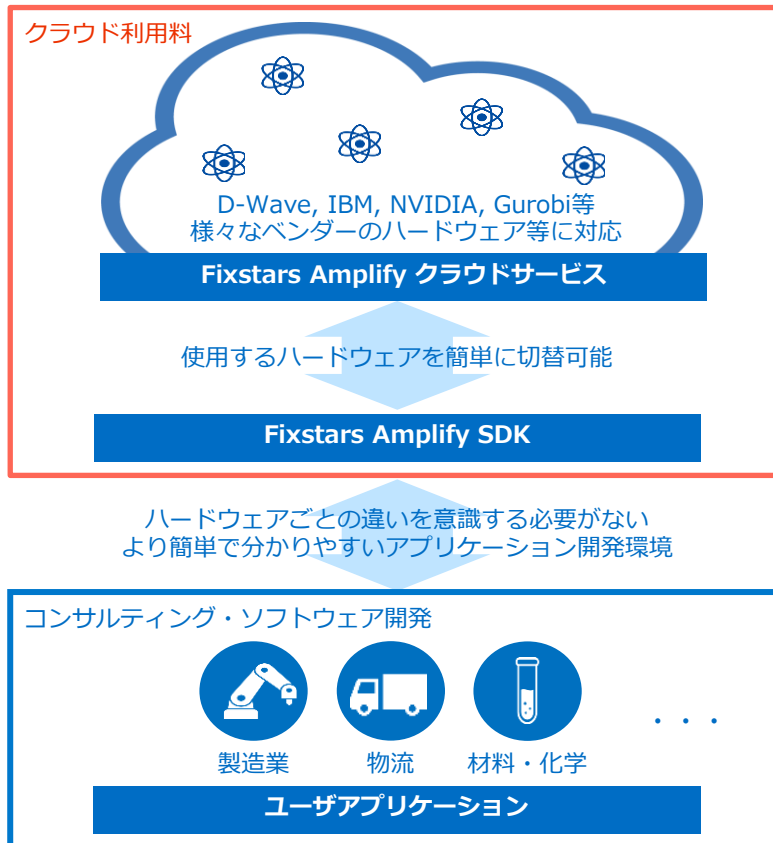 クラウド利用料
D-Wave, IBM, NVIDIA, Gurobi等
様々なベンダーのハードウェア等に対応
Fixstars Amplify クラウドサービス
使用するハードウェアを簡単に切替可能
Fixstars Amplify SDK
ハードウェアごとの違いを意識する必要がない
より簡単で分かりやすいアプリケーション開発環境
コンサルティング・ソフトウェア開発
・・・
製造業 物流 材料・化学
ユーザアプリケーション